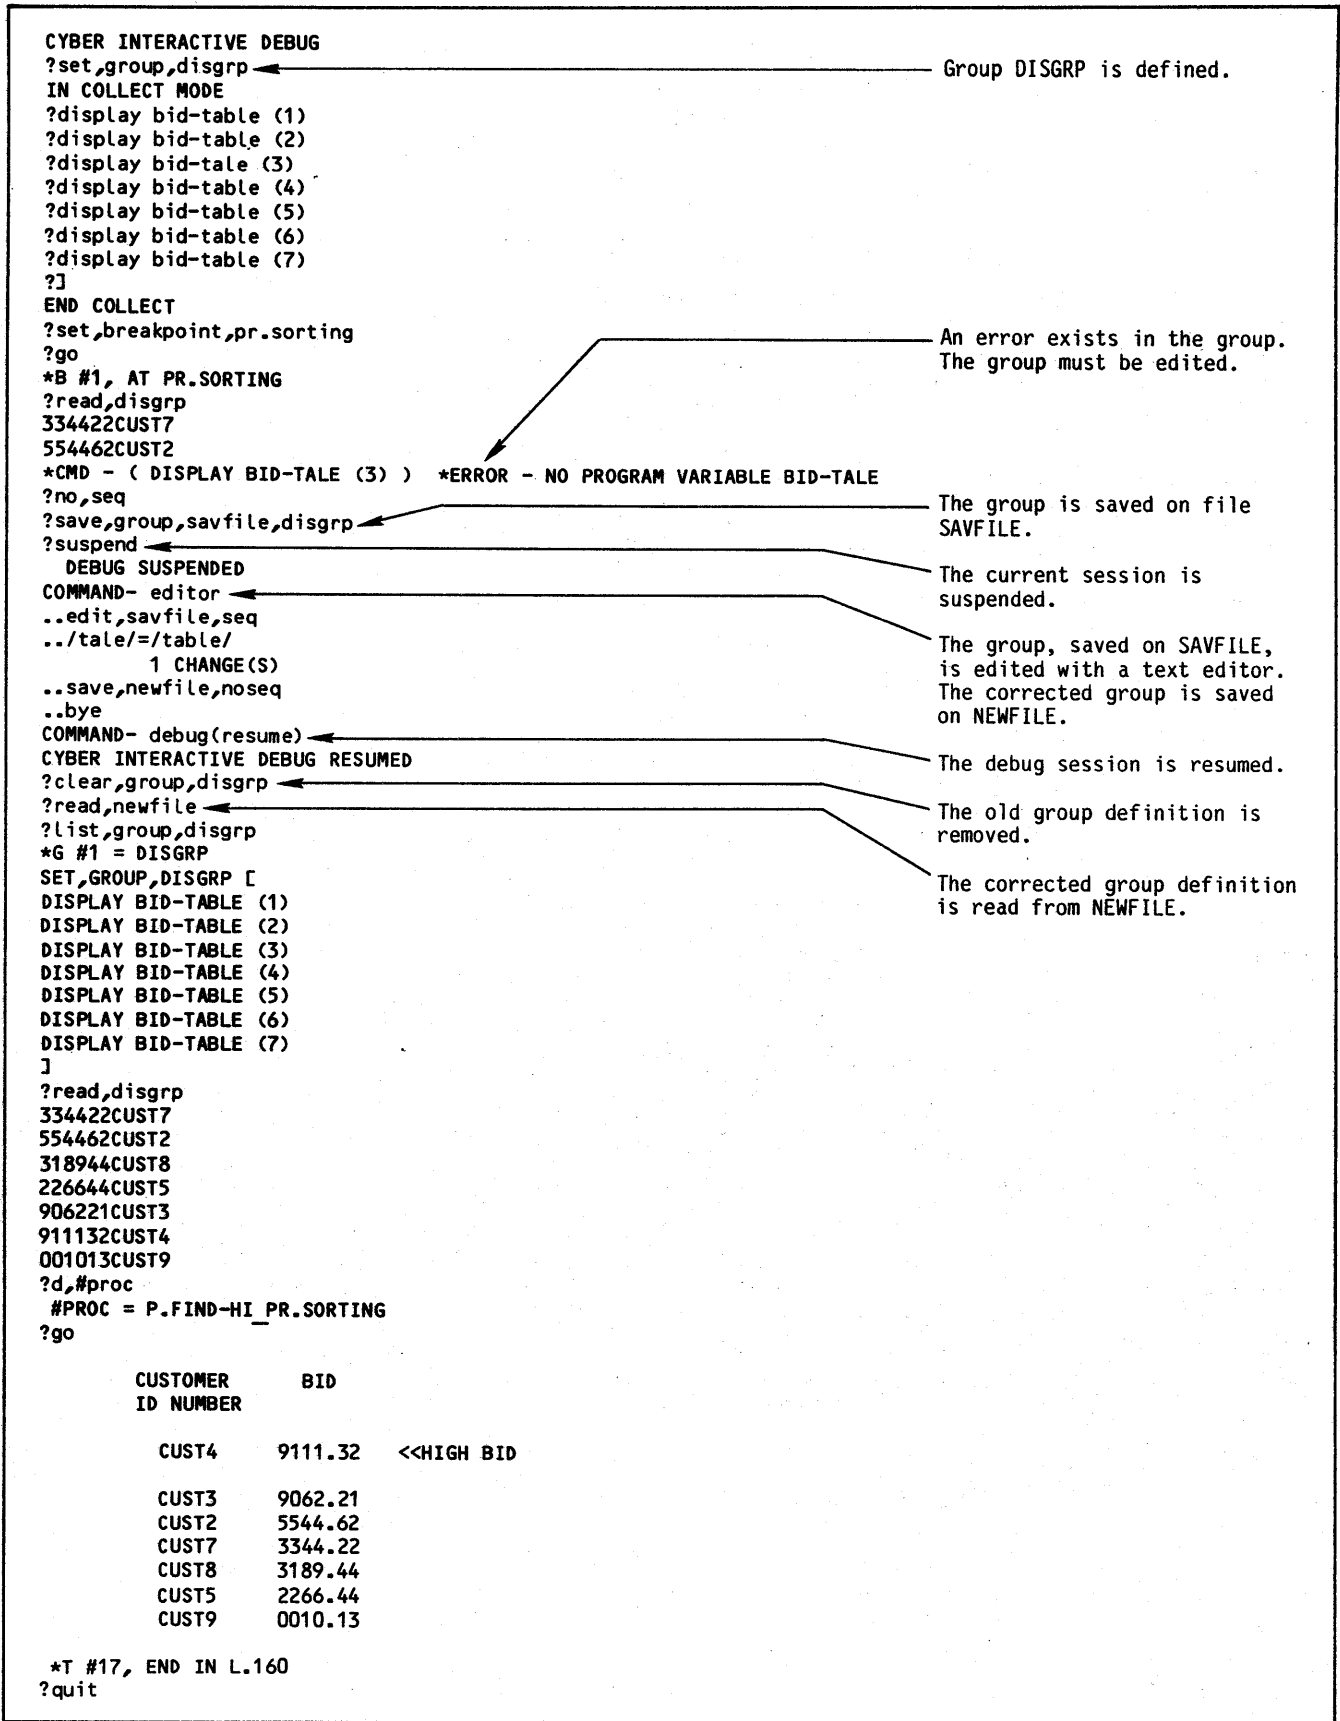 CYBER INTERACTIVE DEBUG
?set,group,disgrp
Group DISGRP is defined.
IN COLLECT MODE
?display bid-table (1)
?display bid-table (2)
?display bid-tale (3)
?display bid-table (4)
?display bid-table (5)
?display bid-table (6)
?display bid-table (7)
?]
END COLLECT
?set,breakpoint,pr.sorting
An error exists in the group.
The group must be edited.
?go
*B #1, AT PR.SORTING
?read,disgrp
334422CUST7
554462CUST2
*CMD - ( DISPLAY BID-TALE (3) )  *ERROR - NO PROGRAM VARIABLE BID-TALE
?no,seq
?save,group,savfile,disgrp
The group is saved on file
SAVFILE.
?suspend
DEBUG SUSPENDED
The current session is
suspended.
COMMAND- editor
..edit,savfile,seq
../tale/=/table/
1 CHANGE(S)
..save,newfile,noseq
..bye
The group, saved on SAVFILE,
is edited with a text editor.
The corrected group is saved
on NEWFILE.
COMMAND- debug(resume)
CYBER INTERACTIVE DEBUG RESUMED
The debug session is resumed.
?clear,group,disgrp
The old group definition is
removed.
?read,newfile
The corrected group definition
is read from NEWFILE.
?list,group,disgrp
*G #1 = DISGRP
SET,GROUP,DISGRP [
DISPLAY BID-TABLE (1)
DISPLAY BID-TABLE (2)
DISPLAY BID-TABLE (3)
DISPLAY BID-TABLE (4)
DISPLAY BID-TABLE (5)
DISPLAY BID-TABLE (6)
DISPLAY BID-TABLE (7)
]
?read,disgrp
334422CUST7
554462CUST2
318944CUST8
226644CUST5
906221CUST3
911132CUST4
001013CUST9
?d,#proc
#PROC = P.FIND-HI_PR.SORTING
?go
CUSTOMER BID
ID NUMBER
CUST4 9111.32 <<HIGH BID
CUST3 9062.21
CUST2 5544.62
CUST7 3344.22
CUST8 3189.44
CUST5 2266.44
CUST9 0010.13
*T #17, END IN L.160
?quit